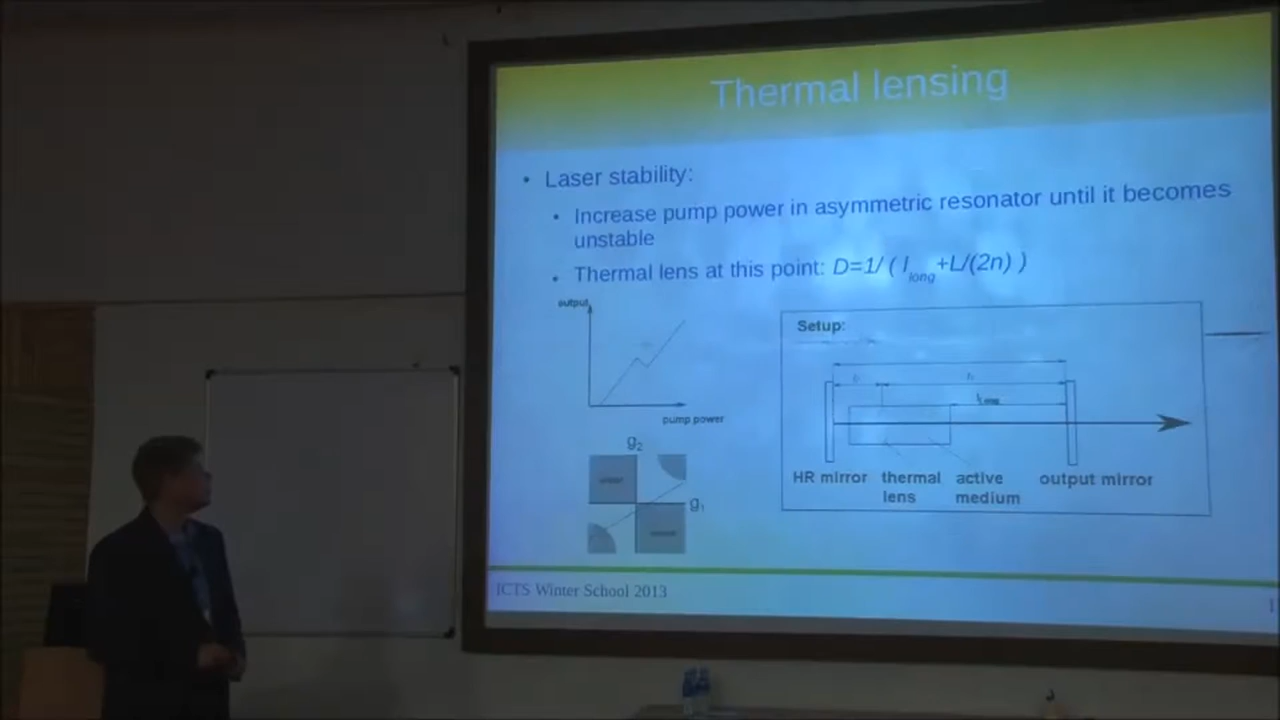 Thermal lensing
• Laser stability:
• Increase pump power in asymmetric resonator until it becomes
unstable
• Thermal lens at this point: D=1/ ( l long +L/(2n) )
output
pump power
g2
g1
Setup:
lLong
HR mirror thermal active output mirror
lens medium
ICTS Winter School 2013
1